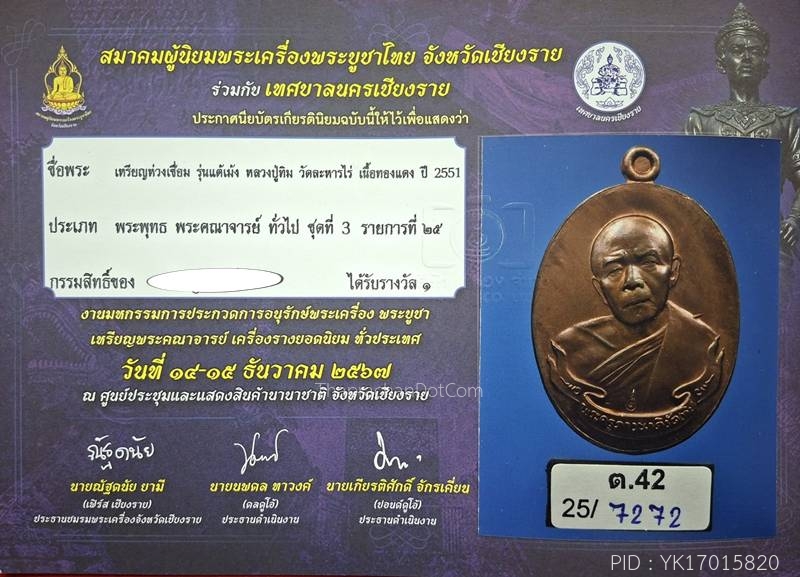 สมาคมผู้นิยมพระเครื่องพระบูชาไทย จังหวัดเชียงราย
ร่วมกับ เทศบาลนครเชียงราย
ประกาศนียบัตรเกียรตินิยมฉบับนี้ให้ไว้เพื่อแสดงว่า
เทศบาลนครเชียงราย
ชื่อพระ เหรียญห่วงเชื่อม รุ่นแต้เม้ง หลวงปู่ทิม วัดละหารไร่ เนื้อทองแดง ปี 2551
ประเภท พระพุทธ พระคณาจารย์ ทั่วไป ชุดที่ 3 รายการที่ ๒๕
กรรมสิทธิ์ของ ได้รับรางวัล ๑
งานมหกรรมการประกวดการอนุรักษ์พระเครื่อง พระบูชา
เหรียญพระคณาจารย์ เครื่องรางยอดนิยม ทั่วประเทศ
วันที่ ๑๔-๑๕ ธันวาคม ๒๕๖๗
ThaprachanDotCom
ณ ศูนย์ประชุมและแสดงสินค้านานาชาติ จังหวัดเชียงราย
ณัฐดนัย
นายณัฐดนัย ยามี
(เฟิร์ส เชียงราย)
ประธานชมรมพระเครื่องจังหวัดเชียงราย
นายนพดล ทาวงค์
(ดลดูโอ้)
ประธานดำเนินงาน
นายเกียรติศักดิ์ จักรเคี่ยน
(ปอนด์ดูโอ้)
ประธานดำเนินงาน
ต.42
25/ 7272
PID : YK17015820